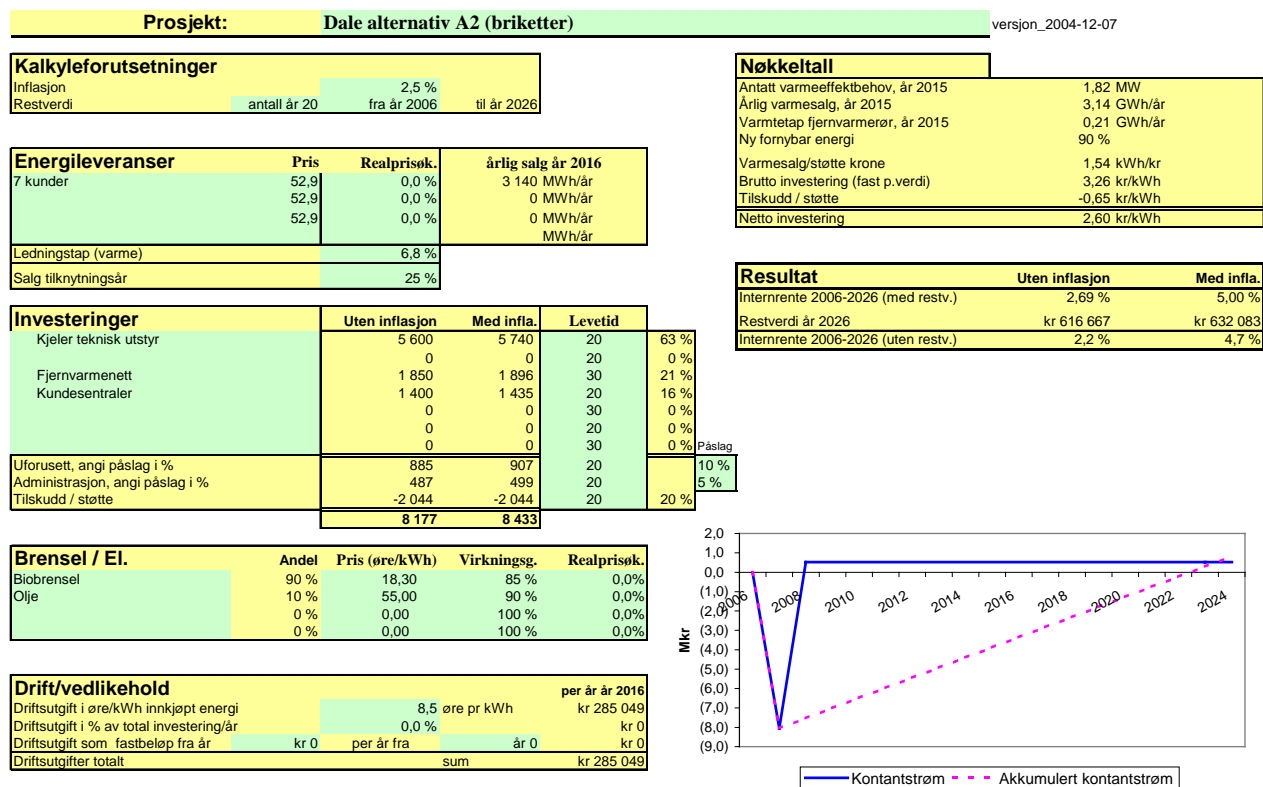 Prosjekt: Dale alternativ A2 (briketter) versjon_2004-12-07
Kalkyleforutsetninger
Inflasjon 2,5 %
Restverdi antall år 20 fra år 2006 til år 2026
Nøkkeltall
Antatt varmeeffektbehov, år 2015 1,82 MW
Årlig varmesalg, år 2015 3,14 GWh/år
Varmtetap fjernvarmerør, år 2015 0,21 GWh/år
Ny fornybar energi 90 %
Varmesalg/støtte krone 1,54 kWh/kr
Brutto investering (fast p.verdi) 3,26 kr/kWh
Tilskudd / støtte -0,65 kr/kWh
Netto investering 2,60 kr/kWh
Energileveranser Pris Realprisøk. årlig salg år 2016
7 kunder 52,9 0,0 % 3 140 MWh/år
52,9 0,0 % 0 MWh/år
52,9 0,0 % 0 MWh/år
MWh/år
Ledningstap (varme) 6,8 %
Salg tilknytningsår 25 %
Resultat Uten inflasjon Med infla.
Internrente 2006-2026 (med restv.) 2,69 % 5,00 %
Restverdi år 2026 kr 616 667 kr 632 083
Internrente 2006-2026 (uten restv.) 2,2 % 4,7 %
Investeringer Uten inflasjon Med infla. Levetid
Kjeler teknisk utstyr 5 600 5 740 20 63 %
0 0 20 0 %
Fjernvarmenett 1 850 1 896 30 21 %
Kundesentraler 1 400 1 435 20 16 %
0 0 30 0 %
0 0 20 0 %
0 0 30 0 % Påslag
Uforusett, angi påslag i % 885 907 20 10 %
Administrasjon, angi påslag i % 487 499 20 5 %
Tilskudd / støtte -2 044 -2 044 20 20 %
8 177 8 433
Brensel / El. Andel Pris (øre/kWh) Virkningsg. Realprisøk.
Biobrensel 90 % 18,30 85 % 0,0%
Olje 10 % 55,00 90 % 0,0%
0 % 0,00 100 % 0,0%
0 % 0,00 100 % 0,0%
Drift/vedlikehold per år år 2016
Driftsutgift i øre/kWh innkjøpt energi 8,5 øre pr kWh kr 285 049
Driftsutgift i % av total investering/år 0,0 % kr 0
Driftsutgift som fastbeløp fra år kr 0 per år fra år 0 kr 0
Driftsutgifter totalt sum kr 285 049
2,0
1,0
0,0
(1,0)
(2,0)
(3,0)
(4,0)
(5,0)
(6,0)
(7,0)
(8,0)
(9,0)
Mkr
2006 2008 2010 2012 2014 2016 2018 2020 2022 2024
Kontantstrøm Akkumulert kontantstrøm